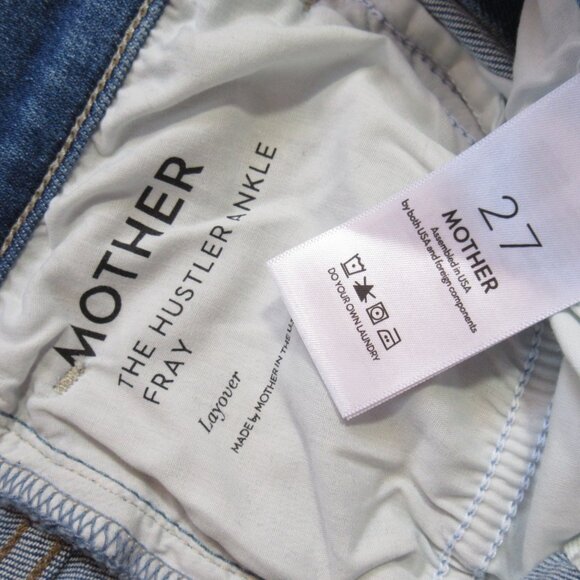 MOTHER
THE HUSTLER ANKLE
FRAY
Layover
MADE by MOTHER IN THE
27
MOTHER
Assembled in USA
by both USA and foreign components
DO YOUR OWN LAUNDRY